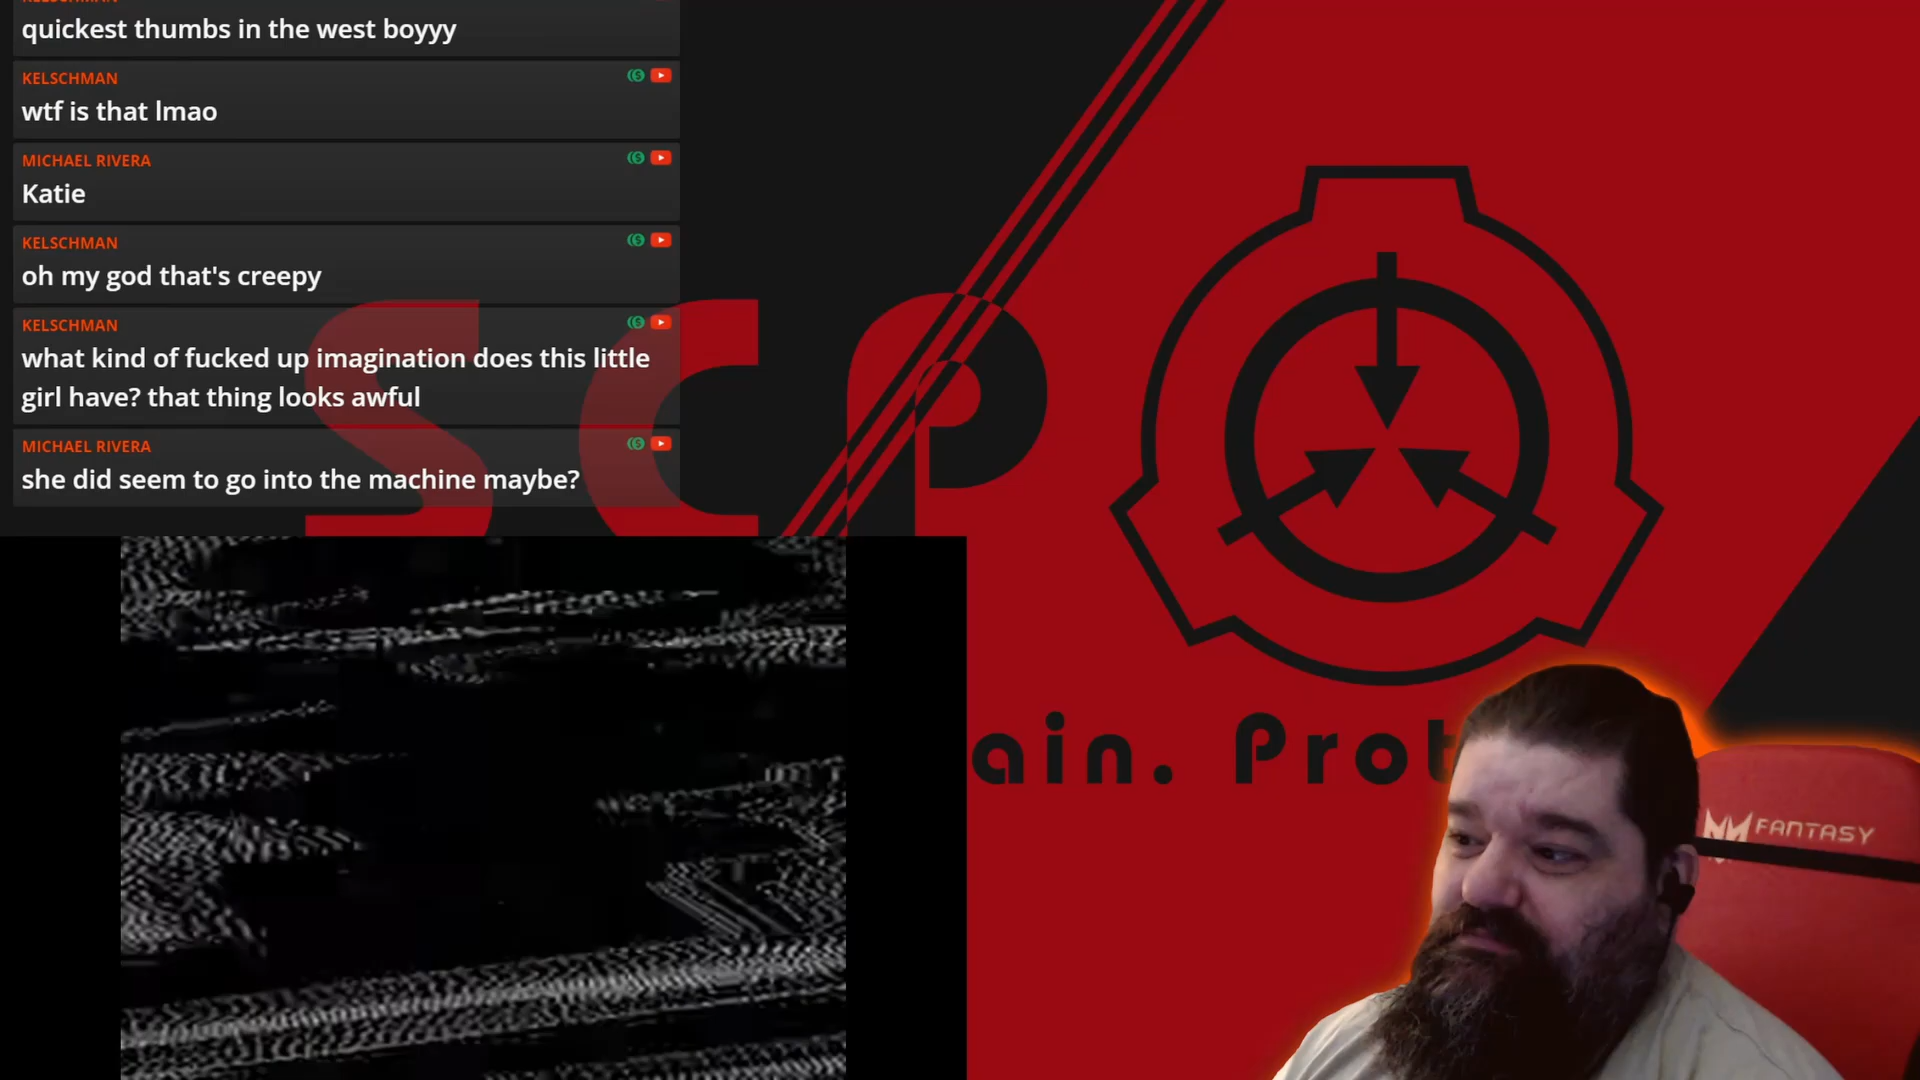 quickest thumbs in the west boyyy
KELSCHMAN
wtf is that lmao
MICHAEL RIVERA
Katie
KELSCHMAN
oh my god that's creepy
KELSCHMAN
what kind of fucked up imagination does this little
girl have? that thing looks awful
MICHAEL RIVERA
she did seem to go into the machine maybe?
SCP
ain. Prot
FANTASY